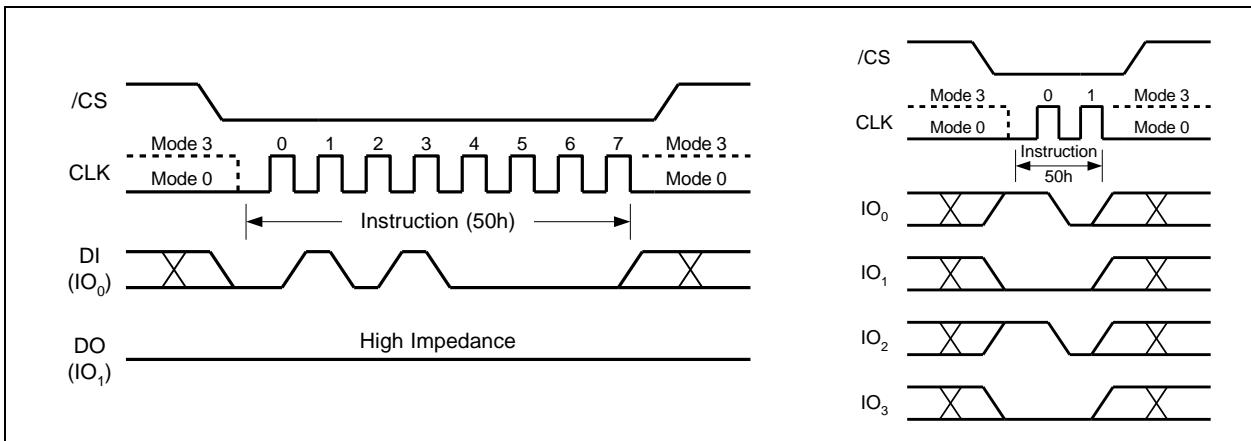 /CS
Mode 3 0 1 2 3 4 5 6 7 Mode 3
CLK
Mode 0 Mode 0
Instruction (50h)
DI
(IO0)
DO
(IO1)
High Impedance
/CS
Mode 3 0 1 Mode 3
CLK
Mode 0 Mode 0
Instruction
50h
IO0
IO1
IO2
IO3